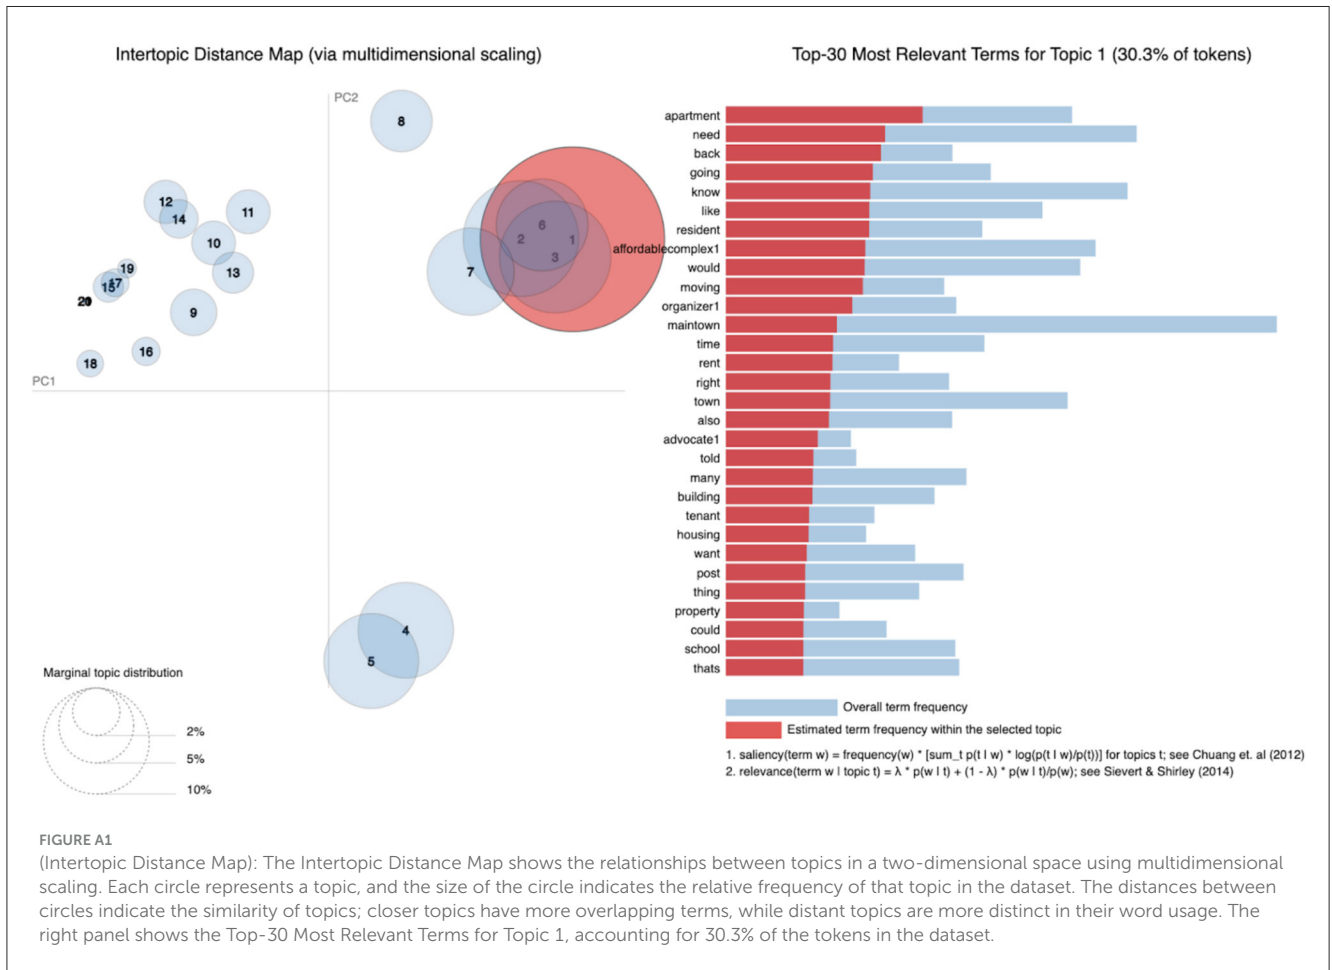 Intertopic Distance Map (via multidimensional scaling)
PC2
PC1
8
6
2
1
3
7
12
14
11
10
13
19
17
15
9
16
18
4
5
Marginal topic distribution
2%
5%
10%
Top-30 Most Relevant Terms for Topic 1 (30.3% of tokens)
apartment
need
back
going
know
like
resident
affordablecomplex1
would
moving
organizer1
maintown
time
rent
right
town
also
advocate1
told
many
building
tenant
housing
want
post
thing
property
could
school
thats
Overall term frequency
Estimated term frequency within the selected topic
1. saliency(term w) = frequency(w) * [sum_t p(t | w) * log(p(t | w)/p(t))] for topics t; see Chuang et. al (2012)
2. relevance(term w | topic t) = λ * p(w | t) + (1 - λ) * p(w | t)/p(w); see Sievert & Shirley (2014)
FIGURE A1
(Intertopic Distance Map): The Intertopic Distance Map shows the relationships between topics in a two-dimensional space using multidimensional
scaling. Each circle represents a topic, and the size of the circle indicates the relative frequency of that topic in the dataset. The distances between
circles indicate the similarity of topics; closer topics have more overlapping terms, while distant topics are more distinct in their word usage. The
right panel shows the Top-30 Most Relevant Terms for Topic 1, accounting for 30.3% of the tokens in the dataset.